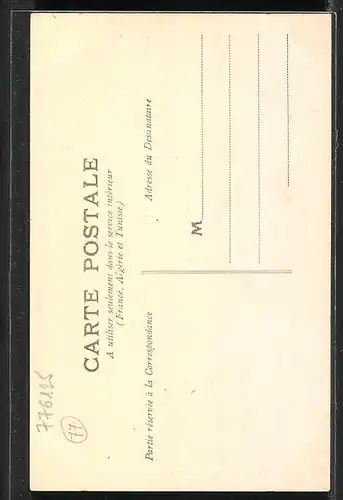 CARTE POSTALE
A utiliser seulement dans le service intérieur
(France, Algérie et Tunisie)
Partie réservée à la Correspondance
Adresse du Destinataire
M
776125
77